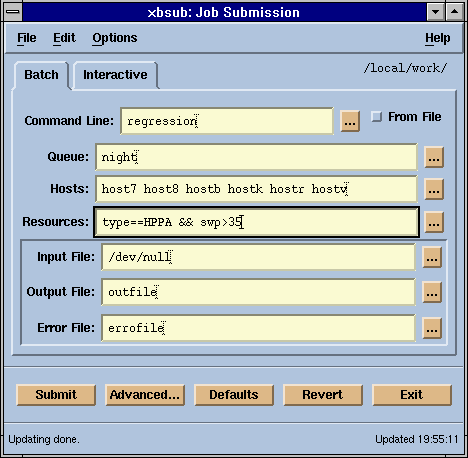 xbsub: Job Submission
File Edit Options Help
Batch Interactive /local/work/
Command Line: regression ... From File
Queue: night ...
Hosts: host7 host8 hostb hostk hostr hostv ...
Resources: type==HPPA && swp>35 ...
Input File: /dev/null ...
Output File: outfile ...
Error File: errofile ...
Submit Advanced... Defaults Revert Exit
Updating done. Updated 19:55:11